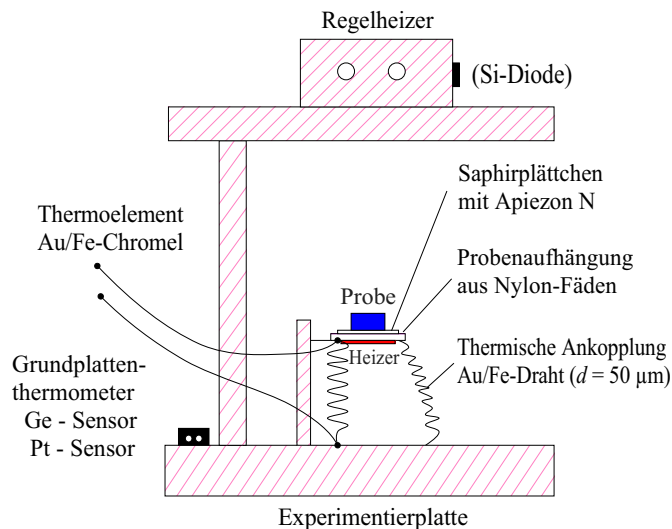 Regelheizer
(Si-Diode)
Saphirplättchen
mit Apiezon N
Thermoelement
Au/Fe-Chromel
Probenaufhängung
aus Nylon-Fäden
Probe
Heizer
Thermische Ankopplung
Au/Fe-Draht (d = 50 µm)
Grundplatten-
thermometer
Ge - Sensor
Pt - Sensor
Experimentierplatte